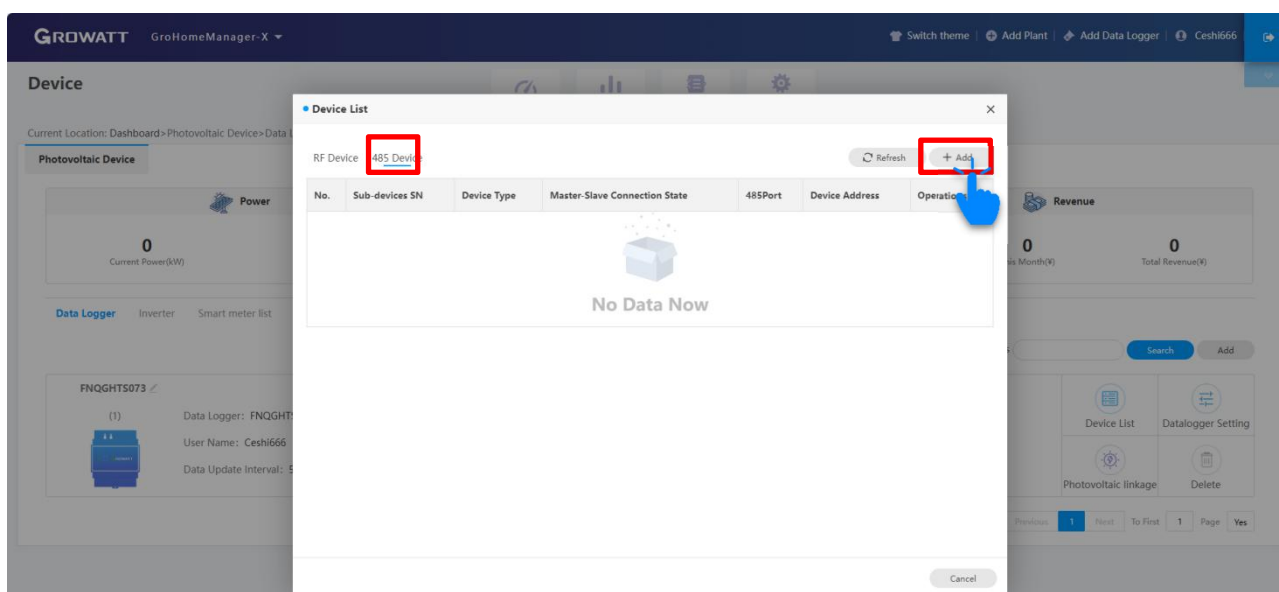 GROWATT GroHomeManager-X Switch theme Add Plant Add Data Logger Ceshi666
Device
Device List
Current Location: Dashboard>Photovoltaic Device>Data
Photovoltaic Device
RF Device 485 Device Refresh + Add
No. Sub-devices SN Device Type Master-Slave Connection State 485Port Device Address
Power
Revenue
0
Current Power(kW)
0
0
Total Revenue(¥)
No Data Now
Data Logger Inverter Smart meter list
Search Add
FNQGHTS073
(1)
Data Logger: FNQGHTS
User Name: Ceshi666
Data Update Interval: 5
Device List Datalogger Setting
Photovoltaic linkage Delete
Previous 1 Next To First 1 Page Yes
Cancel